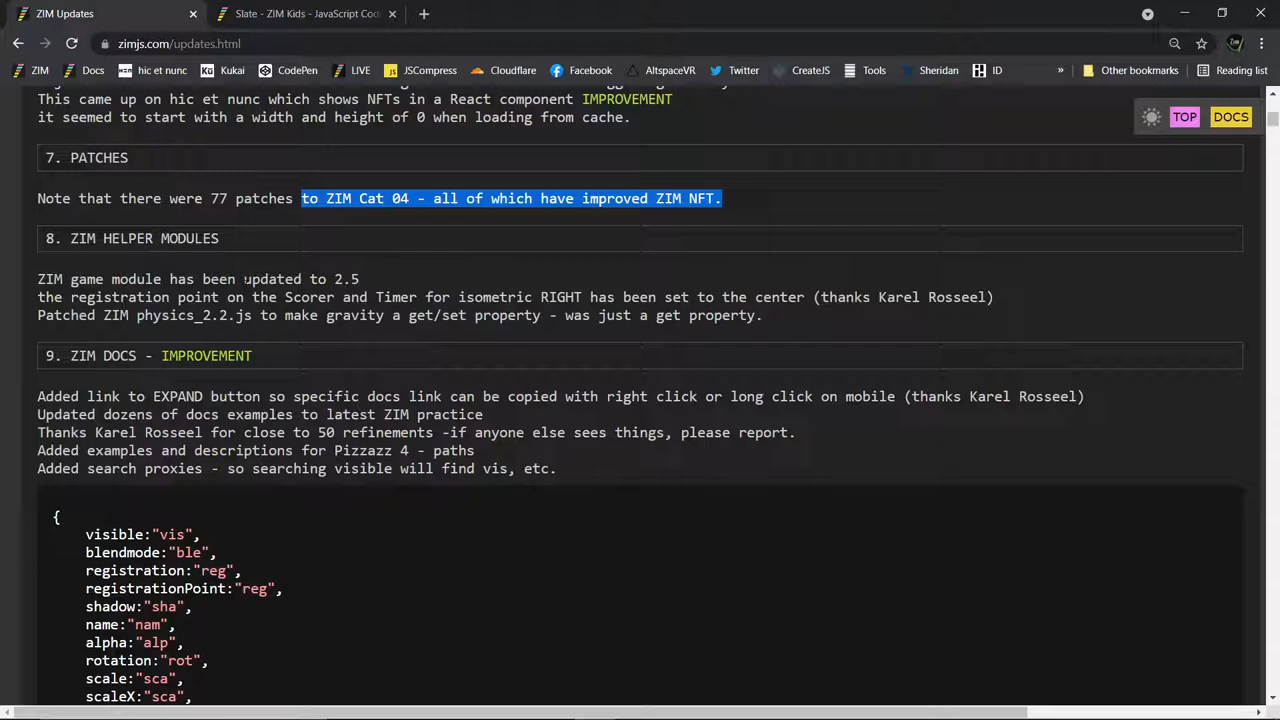 ZIM Updates
Slate - ZIM Kids - JavaScript Codi
zimjs.com/updates.html
ZIM
Docs
hic et nunc
Kukai
CodePen
LIVE
JSCompress
Cloudflare
Facebook
AltspaceVR
Twitter
CreateJS
Tools
Sheridan
ID
»
Other bookmarks
Reading list
This came up on hic et nunc which shows NFTs in a React component IMPROVEMENT
it seemed to start with a width and height of 0 when loading from cache.
TOP
DOCS
7. PATCHES
Note that there were 77 patches to ZIM Cat 04 - all of which have improved ZIM NFT.
8. ZIM HELPER MODULES
ZIM game module has been updated to 2.5
the registration point on the Scorer and Timer for isometric RIGHT has been set to the center (thanks Karel Rosseel)
Patched ZIM physics_2.2.js to make gravity a get/set property - was just a get property.
9. ZIM DOCS - IMPROVEMENT
Added link to EXPAND button so specific docs link can be copied with right click or long click on mobile (thanks Karel Rosseel)
Updated dozens of docs examples to latest ZIM practice
Thanks Karel Rosseel for close to 50 refinements -if anyone else sees things, please report.
Added examples and descriptions for Pizzazz 4 - paths
Added search proxies - so searching visible will find vis, etc.
{
visible:"vis",
blendmode:"ble",
registration:"reg",
registrationPoint:"reg",
shadow:"sha",
name:"nam",
alpha:"alp",
rotation:"rot",
scale:"sca",
scaleX:"sca",